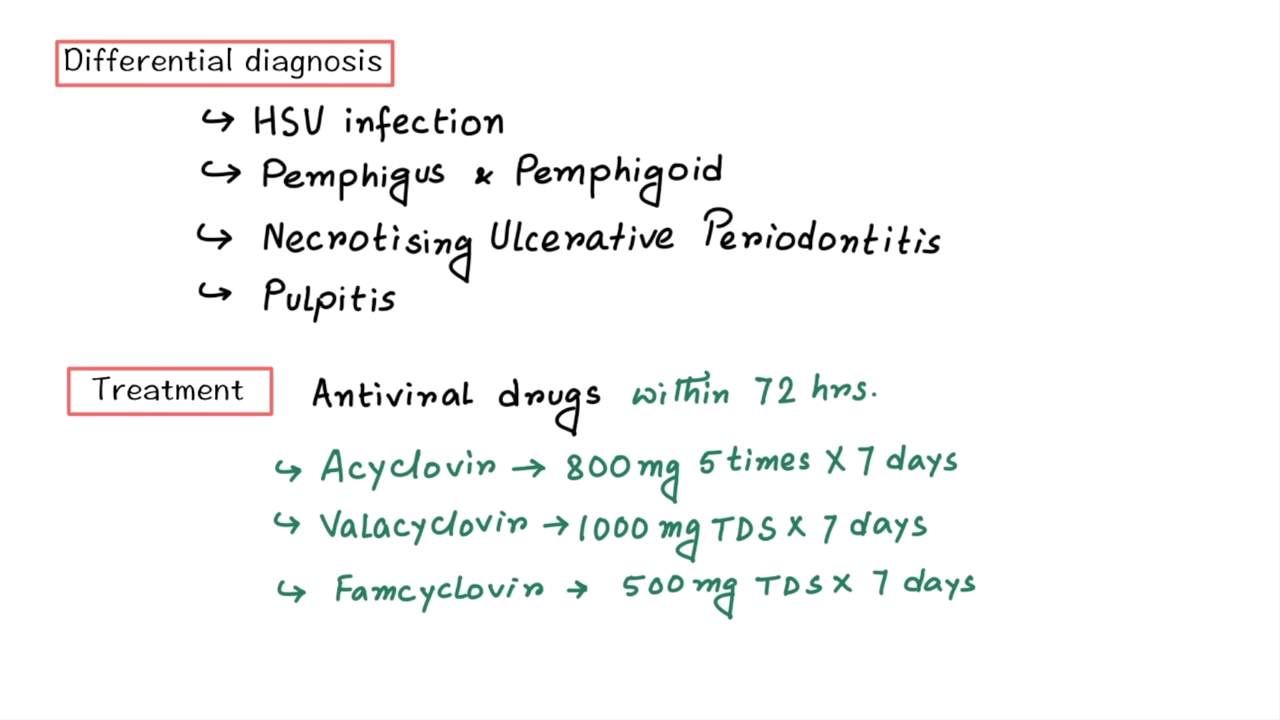 Differential diagnosis
↪ HSV infection
↪ Pemphigus & Pemphigoid
↪ Necrotising Ulcerative Periodontitis
↪ Pulpitis
Treatment Antiviral drugs within 72 hrs.
↪ Acyclovir → 800mg 5 times X 7 days
↪ Valacyclovir → 1000 mg TDS X 7 days
↪ Famcyclovir → 500mg TDS X 7 days